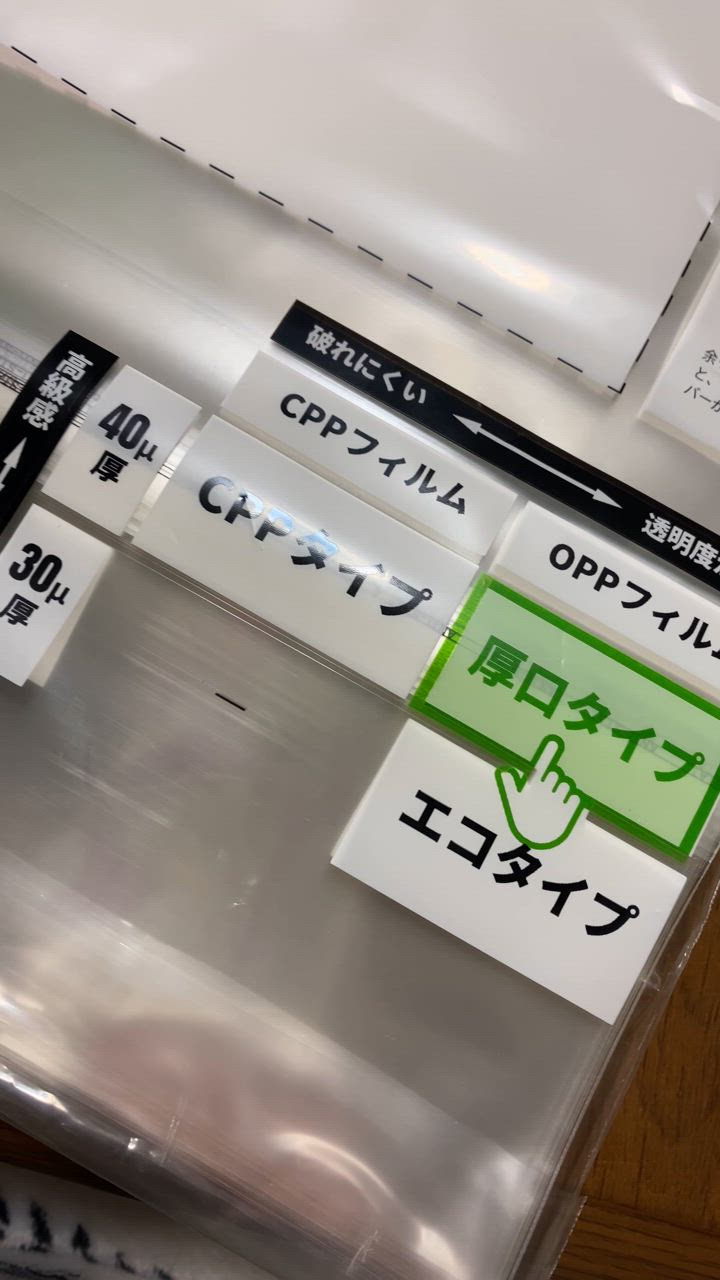 破れにくい
透明度
高級感
CPPフィルム
OPPフィルム
40μ
厚
CPPタイプ
厚口タイプ
30μ
厚
エコタイプ